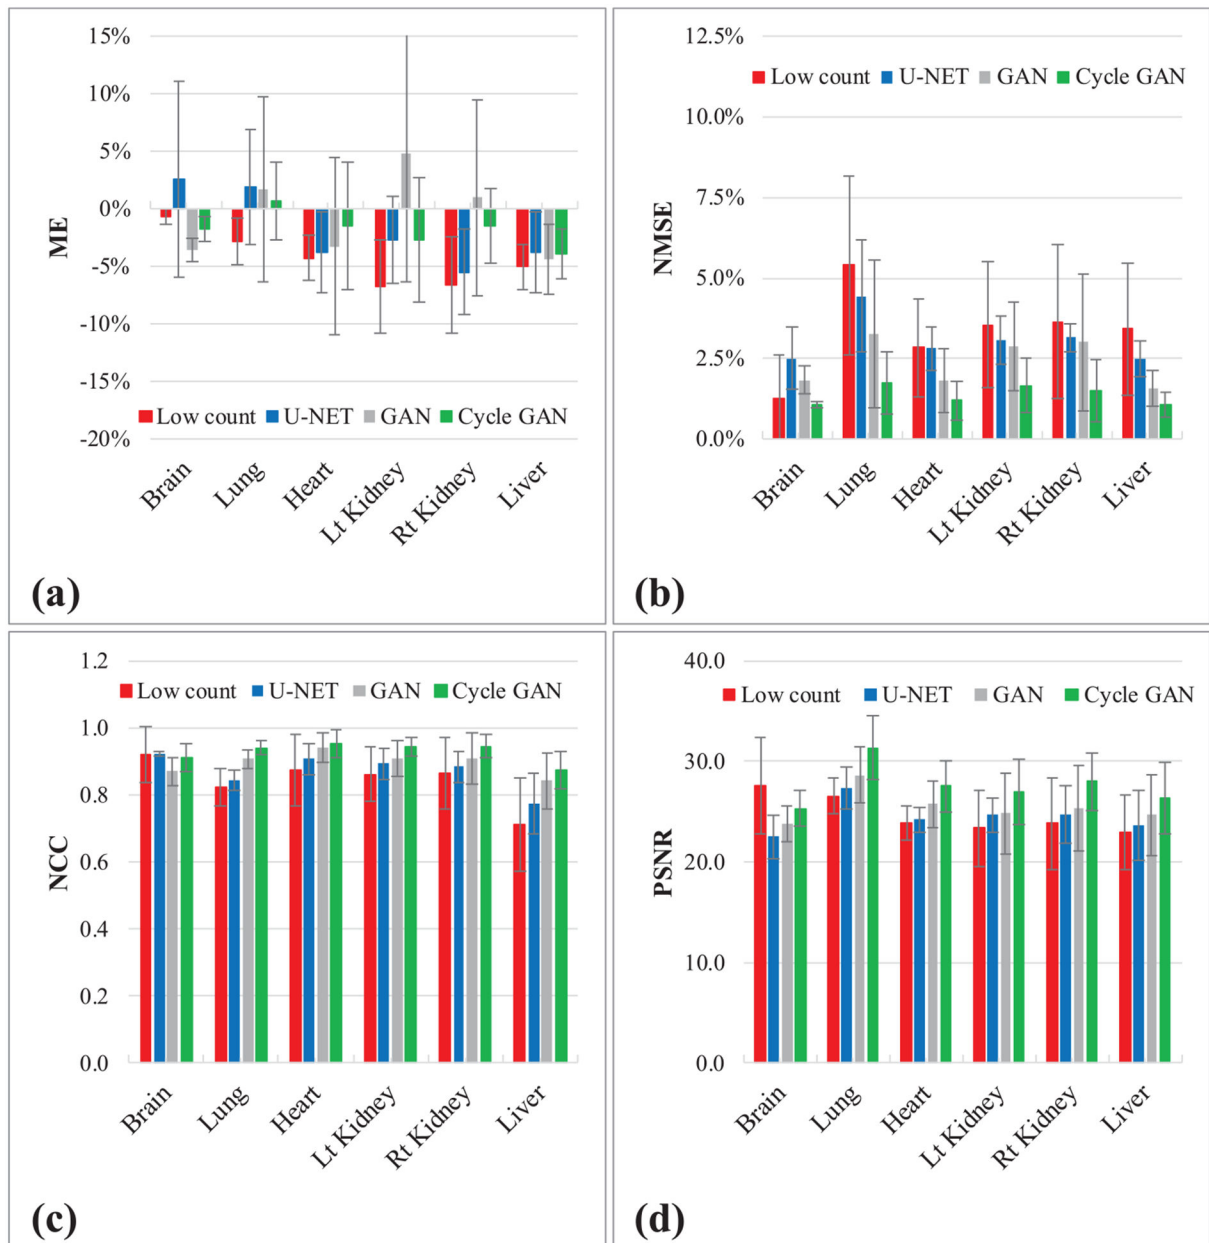 15%
10%
5%
0%
-5%
-10%
-15%
-20%
ME
Low count U-NET GAN Cycle GAN
Brain
Lung
Heart
Lt Kidney
Rt Kidney
Liver
(a)
12.5%
10.0%
7.5%
5.0%
2.5%
0.0%
NMSE
Low count U-NET GAN Cycle GAN
Brain
Lung
Heart
Lt Kidney
Rt Kidney
Liver
(b)
1.2
1.0
0.8
0.6
0.4
0.2
0.0
NCC
Low count U-NET GAN Cycle GAN
Brain
Lung
Heart
Lt Kidney
Rt Kidney
Liver
(c)
40.0
30.0
20.0
10.0
0.0
PSNR
Low count U-NET GAN Cycle GAN
Brain
Lung
Heart
Lt Kidney
Rt Kidney
Liver
(d)